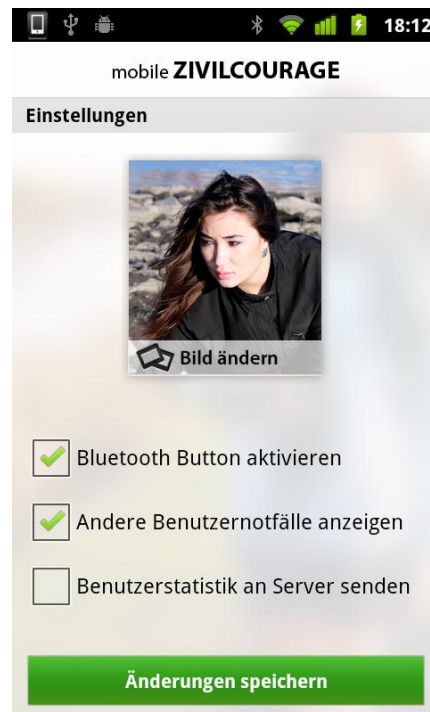 18:12
mobile ZIVILCOURAGE
Einstellungen
Bild ändern
Bluetooth Button aktivieren
Andere Benutzernotfälle anzeigen
Benutzerstatistik an Server senden
Änderungen speichern